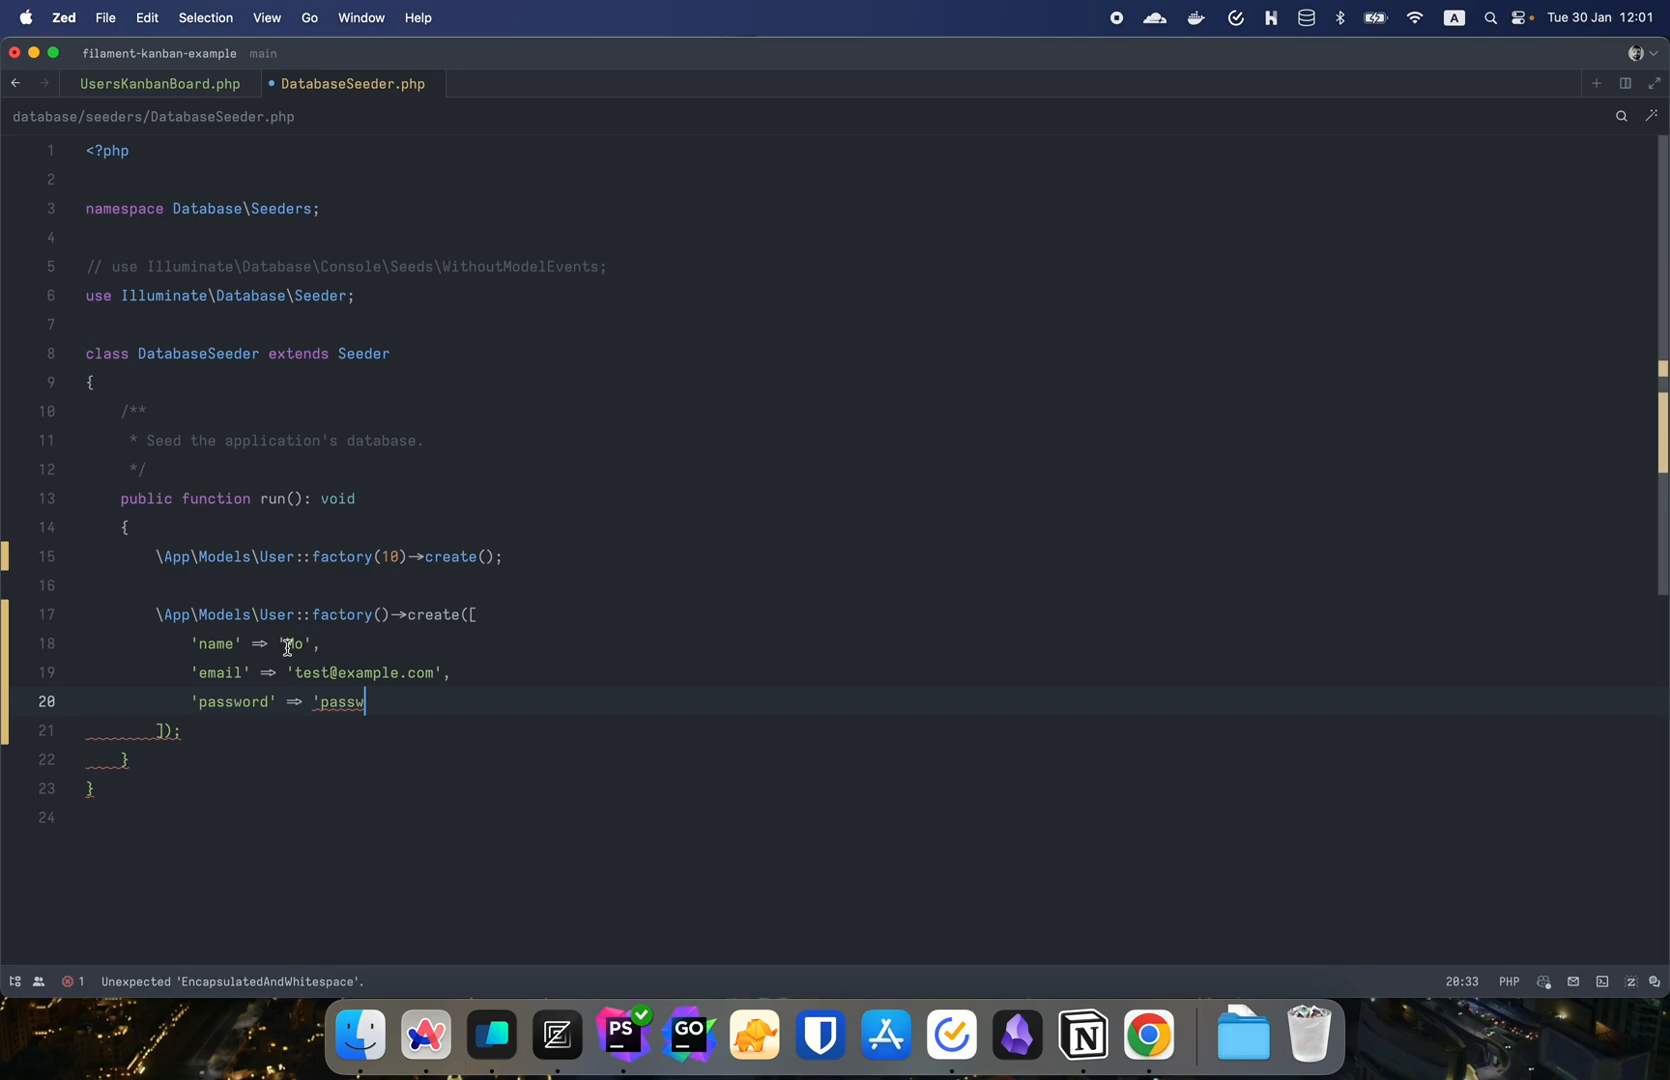 Zed File Edit Selection View Go Window Help A Tue 30 Jan 12:01
filament-kanban-example main
UsersKanbanBoard.php DatabaseSeeder.php
database/seeders/DatabaseSeeder.php
1 <?php
2
3 namespace Database\Seeders;
4
5 // use Illuminate\Database\Console\Seeds\WithoutModelEvents;
6 use Illuminate\Database\Seeder;
7
8 class DatabaseSeeder extends Seeder
9 {
10 /**
11 * Seed the application's database.
12 */
13 public function run(): void
14 {
15 \App\Models\User::factory(10)->create();
16
17 \App\Models\User::factory()->create([
18 'name' => 'Mo',
19 'email' => 'test@example.com',
20 'password' => 'passw
21 ]);
22 }
23 }
24
1 Unexpected 'EncapsulatedAndWhitespace'. 20:33 PHP
PS GO